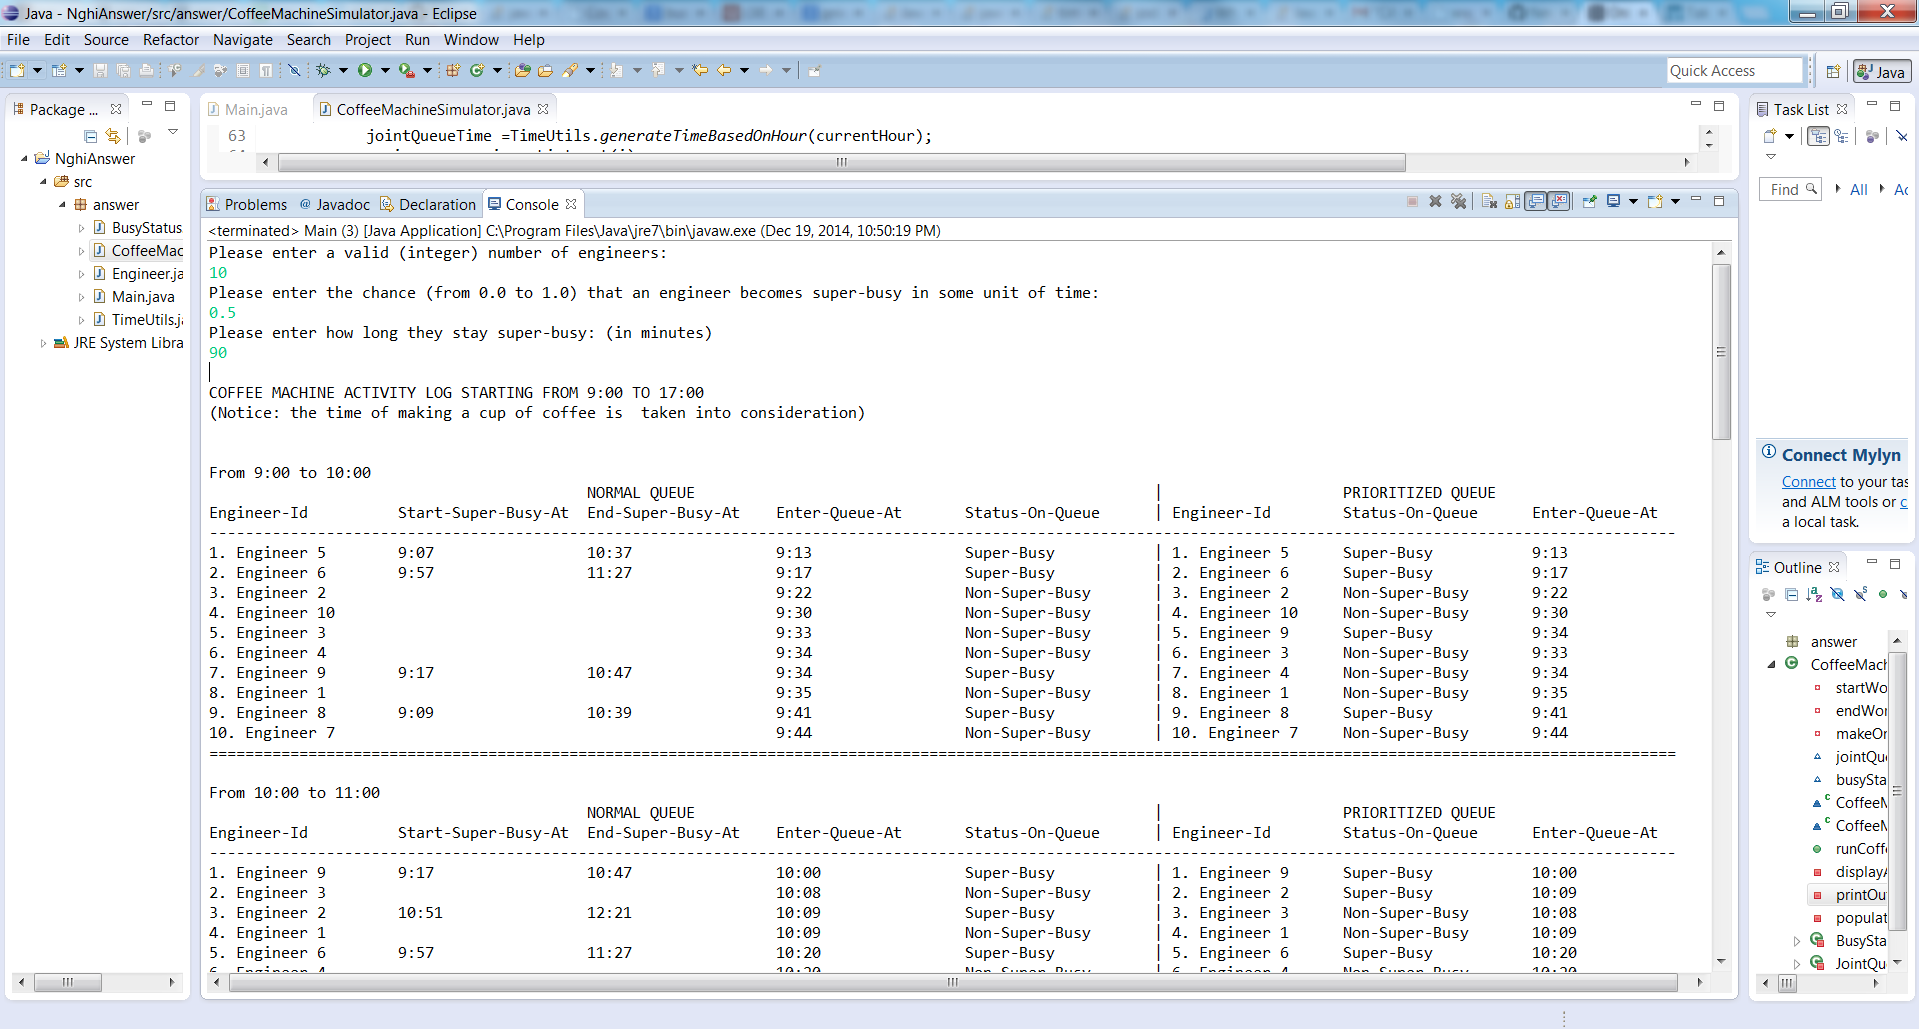 Java - NghiAnswer/src/answer/CoffeeMachineSimulator.java - Eclipse
File Edit Source Refactor Navigate Search Project Run Window Help
Quick Access
Java
Package ...
NghiAnswer
src
answer
BusyStatus
CoffeeMac
Engineer.ja
Main.java
TimeUtils.ja
JRE System Libra
Main.java
CoffeeMachineSimulator.java
63 jointQueueTime =TimeUtils.generateTimeBasedOnHour(currentHour);
Problems @ Javadoc Declaration Console
<terminated> Main (3) [Java Application] C:\Program Files\Java\jre7\bin\javaw.exe (Dec 19, 2014, 10:50:19 PM)
Please enter a valid (integer) number of engineers:
10
Please enter the chance (from 0.0 to 1.0) that an engineer becomes super-busy in some unit of time:
0.5
Please enter how long they stay super-busy: (in minutes)
90
COFFEE MACHINE ACTIVITY LOG STARTING FROM 9:00 TO 17:00
(Notice: the time of making a cup of coffee is  taken into consideration)
From 9:00 to 10:00
NORMAL QUEUE | PRIORITIZED QUEUE
Engineer-Id Start-Super-Busy-At End-Super-Busy-At Enter-Queue-At Status-On-Queue | Engineer-Id Status-On-Queue Enter-Queue-At
1. Engineer 5 9:07 10:37 9:13 Super-Busy | 1. Engineer 5 Super-Busy 9:13
2. Engineer 6 9:57 11:27 9:17 Super-Busy | 2. Engineer 6 Super-Busy 9:17
3. Engineer 2 9:22 Non-Super-Busy | 3. Engineer 2 Non-Super-Busy 9:22
4. Engineer 10 9:30 Non-Super-Busy | 4. Engineer 10 Non-Super-Busy 9:30
5. Engineer 3 9:33 Non-Super-Busy | 5. Engineer 9 Super-Busy 9:34
6. Engineer 4 9:34 Non-Super-Busy | 6. Engineer 3 Non-Super-Busy 9:33
7. Engineer 9 9:17 10:47 9:34 Super-Busy | 7. Engineer 4 Non-Super-Busy 9:34
8. Engineer 1 9:35 Non-Super-Busy | 8. Engineer 1 Non-Super-Busy 9:35
9. Engineer 8 9:09 10:39 9:41 Super-Busy | 9. Engineer 8 Super-Busy 9:41
10. Engineer 7 9:44 Non-Super-Busy | 10. Engineer 7 Non-Super-Busy 9:44
From 10:00 to 11:00
NORMAL QUEUE | PRIORITIZED QUEUE
Engineer-Id Start-Super-Busy-At End-Super-Busy-At Enter-Queue-At Status-On-Queue | Engineer-Id Status-On-Queue Enter-Queue-At
1. Engineer 9 9:17 10:47 10:00 Super-Busy | 1. Engineer 9 Super-Busy 10:00
2. Engineer 3 10:08 Non-Super-Busy | 2. Engineer 2 Super-Busy 10:09
3. Engineer 2 10:51 12:21 10:09 Super-Busy | 3. Engineer 3 Non-Super-Busy 10:08
4. Engineer 1 10:09 Non-Super-Busy | 4. Engineer 1 Non-Super-Busy 10:09
5. Engineer 6 9:57 11:27 10:20 Super-Busy | 5. Engineer 6 Super-Busy 10:20
Task List
Find All Ac
Connect Mylyn
Connect to your tas
and ALM tools or c
a local task.
Outline
answer
CoffeeMach
startWo
endWor
makeOr
jointQu
busySta
CoffeeM
CoffeeM
runCoff
displayA
printOu
populat
BusySta
JointQu